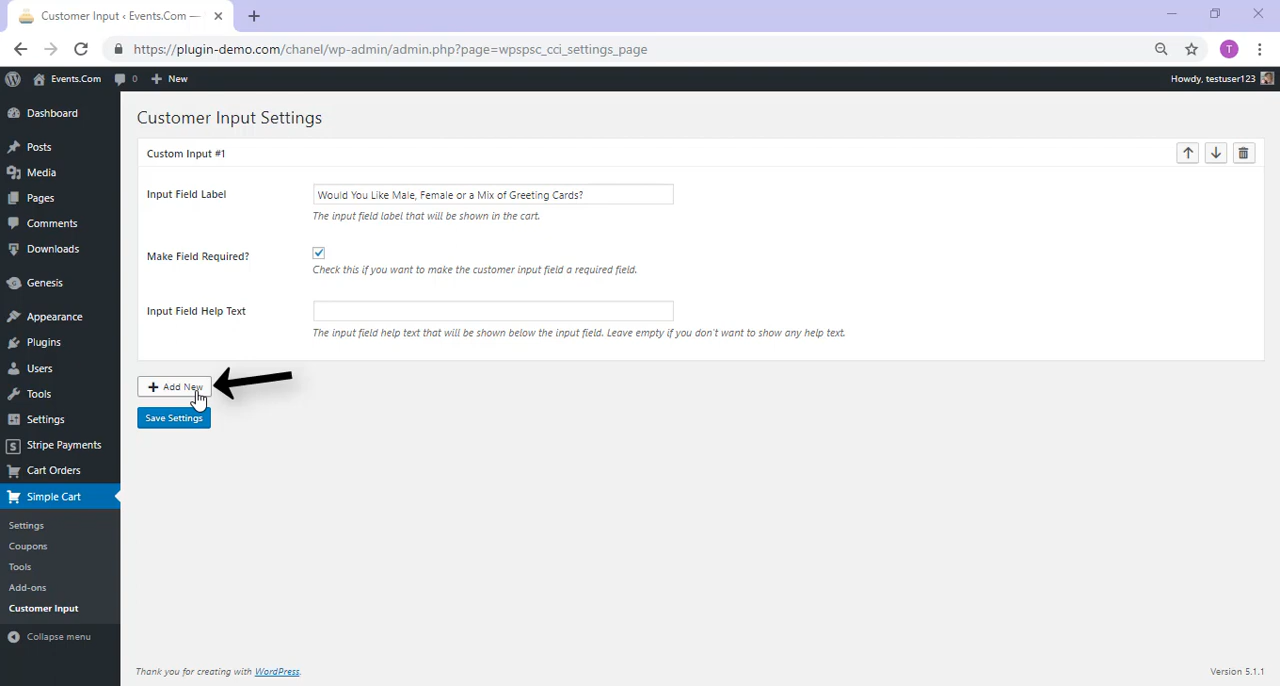 Customer Input ‹ Events.Com —
https://plugin-demo.com/chanel/wp-admin/admin.php?page=wpspsc_cci_settings_page
T
Events.Com
0
New
Howdy, testuser123
Dashboard
Posts
Media
Pages
Comments
Downloads
Genesis
Appearance
Plugins
Users
Tools
Settings
S Stripe Payments
Cart Orders
Simple Cart
Settings
Coupons
Tools
Add-ons
Customer Input
Collapse menu
Customer Input Settings
Custom Input #1
Input Field Label
Would You Like Male, Female or a Mix of Greeting Cards?
The input field label that will be shown in the cart.
Make Field Required?
Check this if you want to make the customer input field a required field.
Input Field Help Text
The input field help text that will be shown below the input field. Leave empty if you don't want to show any help text.
Add New
Save Settings
Thank you for creating with WordPress.
Version 5.1.1